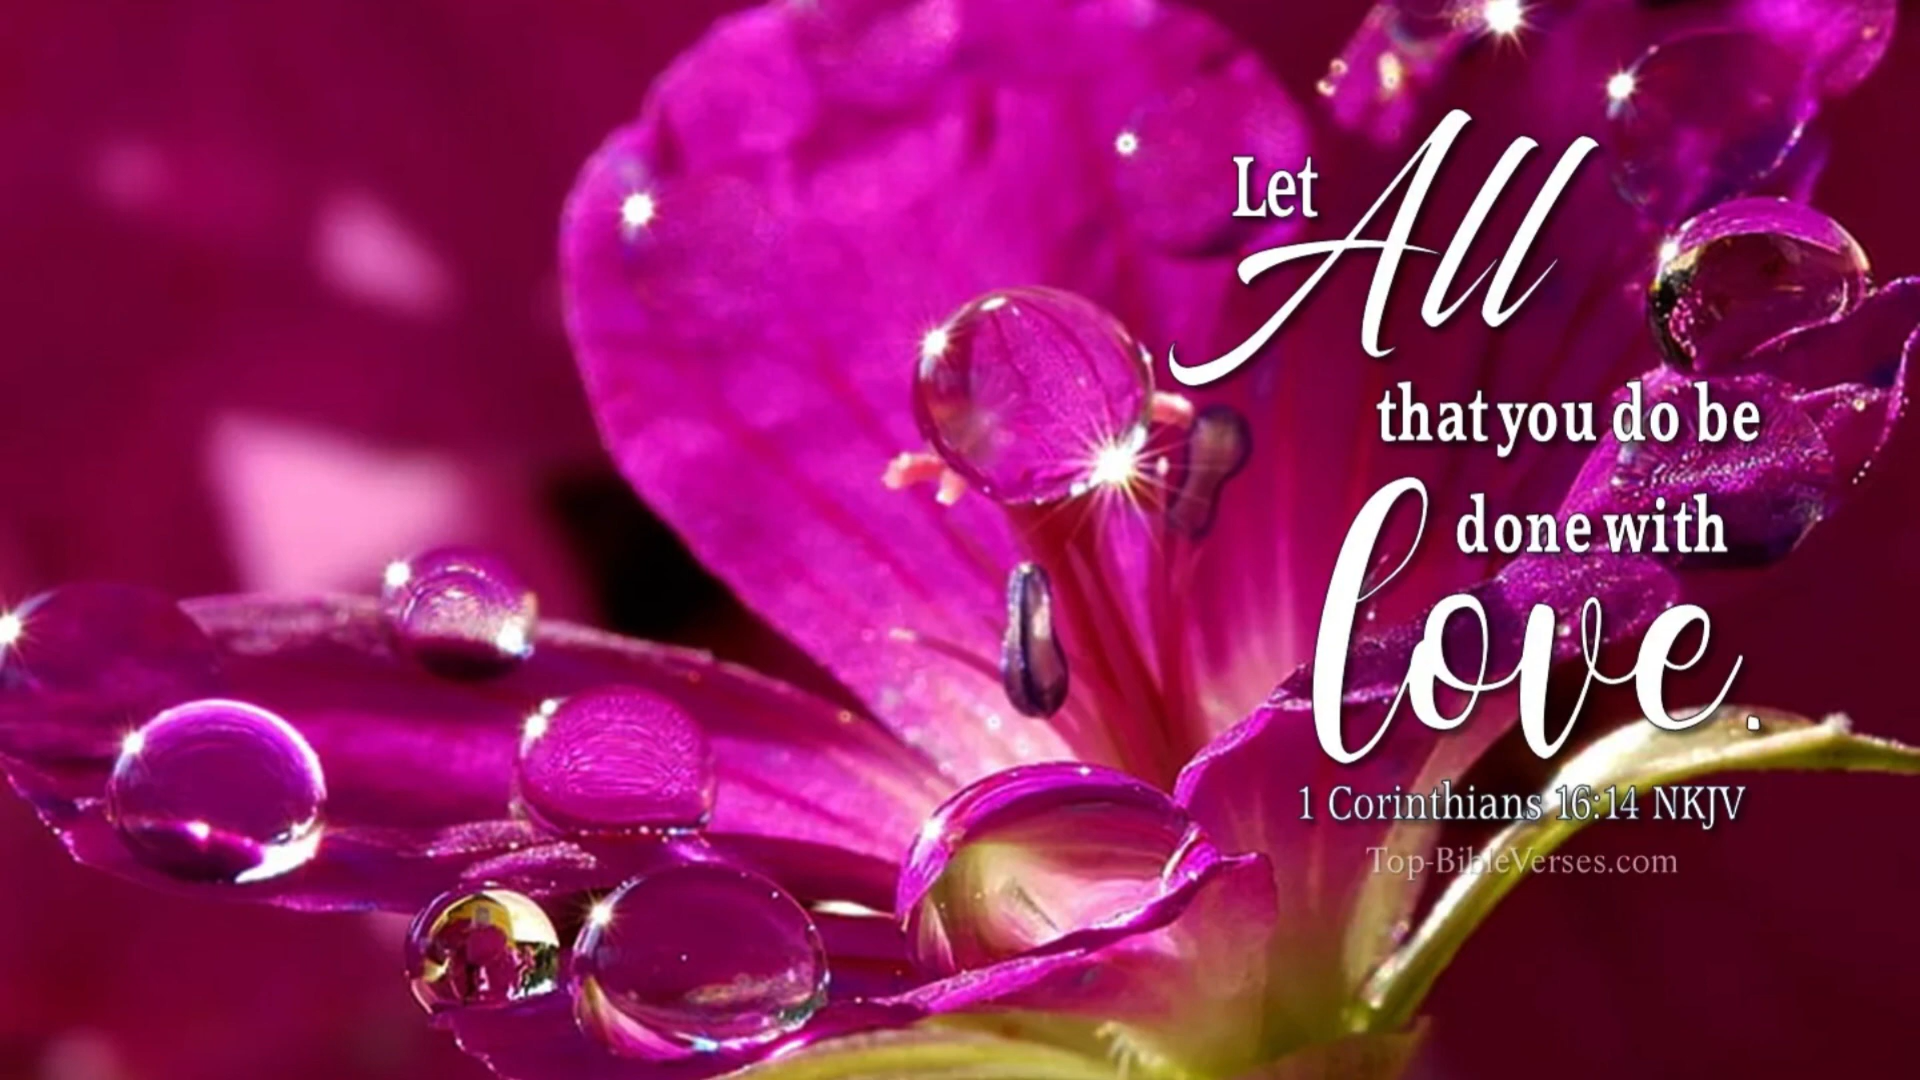 Let All
that you do be
done with
love.
1 Corinthians 16:14 NKJV
Top-BibleVerses.com